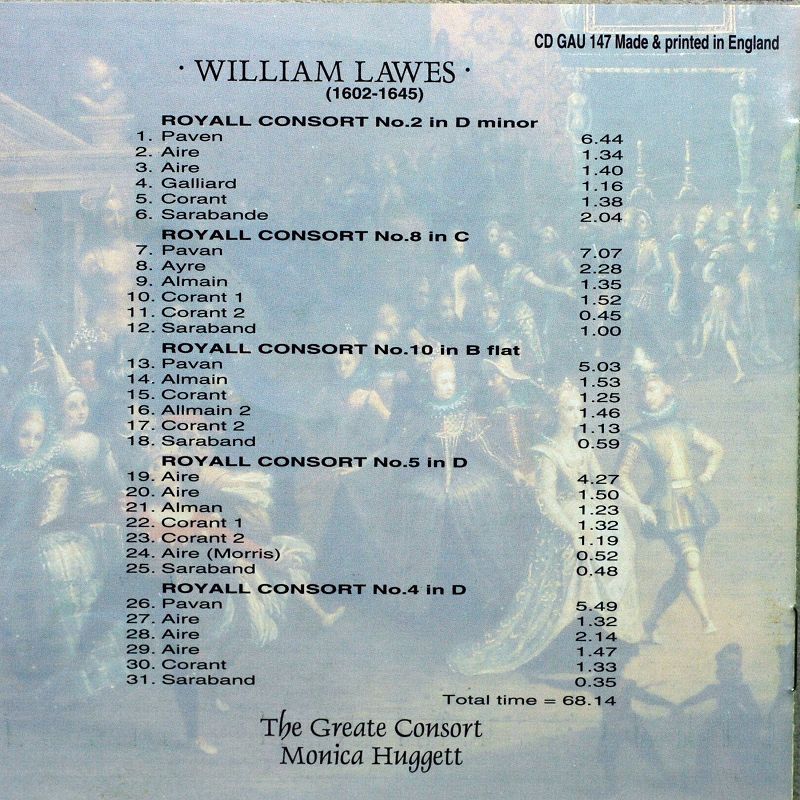 CD GAU 147 Made & printed in England
· WILLIAM LAWES ·
(1602-1645)
ROYALL CONSORT No.2 in D minor
1. Paven 6.44
2. Aire 1.34
3. Aire 1.40
4. Galliard 1.16
5. Corant 1.38
6. Sarabande 2.04
ROYALL CONSORT No.8 in C
7. Pavan 7.07
8. Ayre 2.28
9. Almain 1.35
10. Corant 1 1.52
11. Corant 2 0.45
12. Saraband 1.00
ROYALL CONSORT No.10 in B flat
13. Pavan 5.03
14. Almain 1.53
15. Corant 1.25
16. Allmain 2 1.46
17. Corant 2 1.13
18. Saraband 0.59
ROYALL CONSORT No.5 in D
19. Aire 4.27
20. Aire 1.50
21. Alman 1.23
22. Corant 1 1.32
23. Corant 2 1.19
24. Aire (Morris) 0.52
25. Saraband 0.48
ROYALL CONSORT No.4 in D
26. Pavan 5.49
27. Aire 1.32
28. Aire 2.14
29. Aire 1.47
30. Corant 1.33
31. Saraband 0.35
Total time = 68.14
The Greate Consort
Monica Huggett